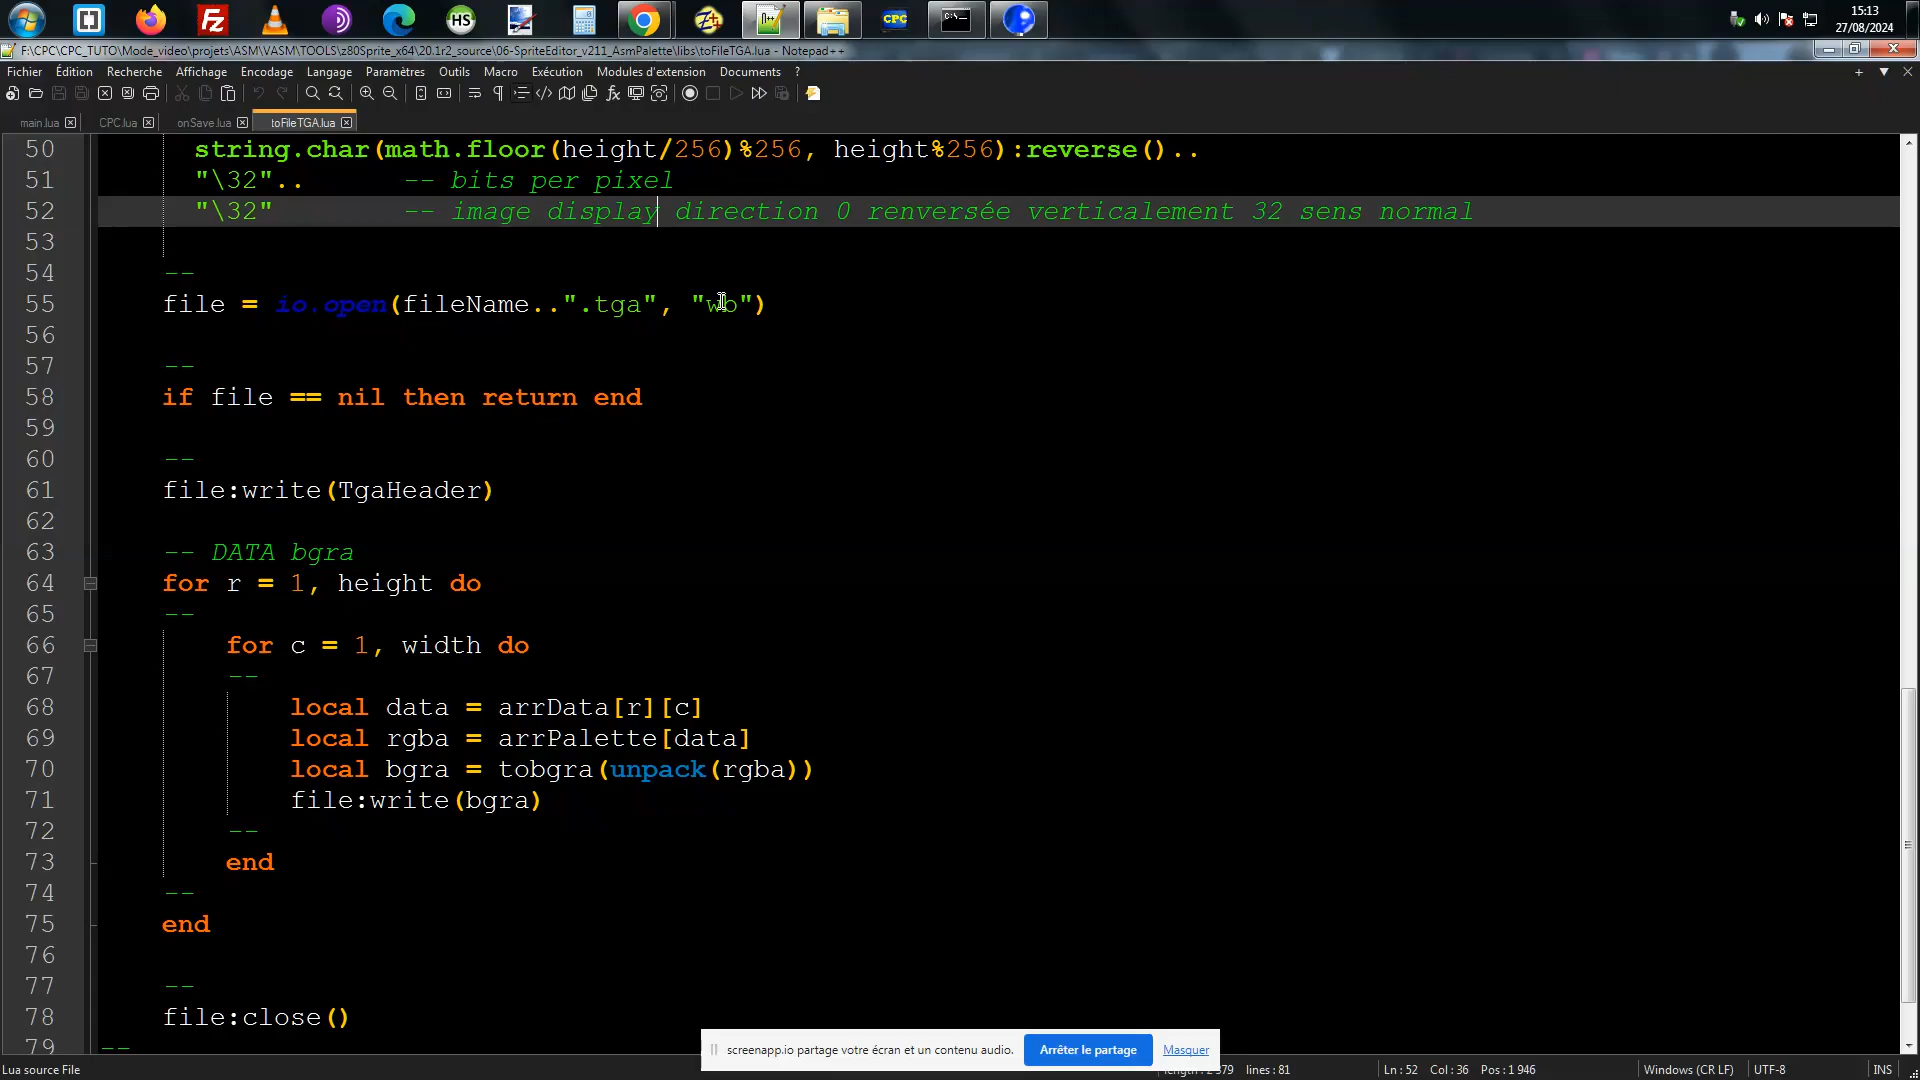 HS
CPC
15:13
27/08/2024
F:\CPC\CPC_TUTO\Mode_video\projets\ASM\VASM\TOOLS\z80Sprite_x64\20.1r2_source\06-SpriteEditor_v211_AsmPalette\libs\toFileTGA.lua - Notepad++
Fichier Édition Recherche Affichage Encodage Langage Paramètres Outils Macro Exécution Modules d'extension Documents ?
main.lua CPC.lua onSave.lua toFileTGA.lua
50 string.char(math.floor(height/256)%256, height%256):reverse()..
51 "\32".. -- bits per pixel
52 "\32" -- image display direction 0 renversée verticalement 32 sens normal
53
54 --
55 file = io.open(fileName..".tga", "wb")
56
57 --
58 if file == nil then return end
59
60 --
61 file:write(TgaHeader)
62
63 -- DATA bgra
64 for r = 1, height do
65 --
66 for c = 1, width do
67 --
68 local data = arrData[r][c]
69 local rgba = arrPalette[data]
70 local bgra = tobgra(unpack(rgba))
71 file:write(bgra)
72 --
73 end
74 --
75 end
76
77 --
78 file:close()
79 --
screenapp.io partage votre écran et un contenu audio. Arrêter le partage Masquer
Lua source File lines : 81 Ln : 52 Col : 36 Pos : 1 946 Windows (CR LF) UTF-8 INS